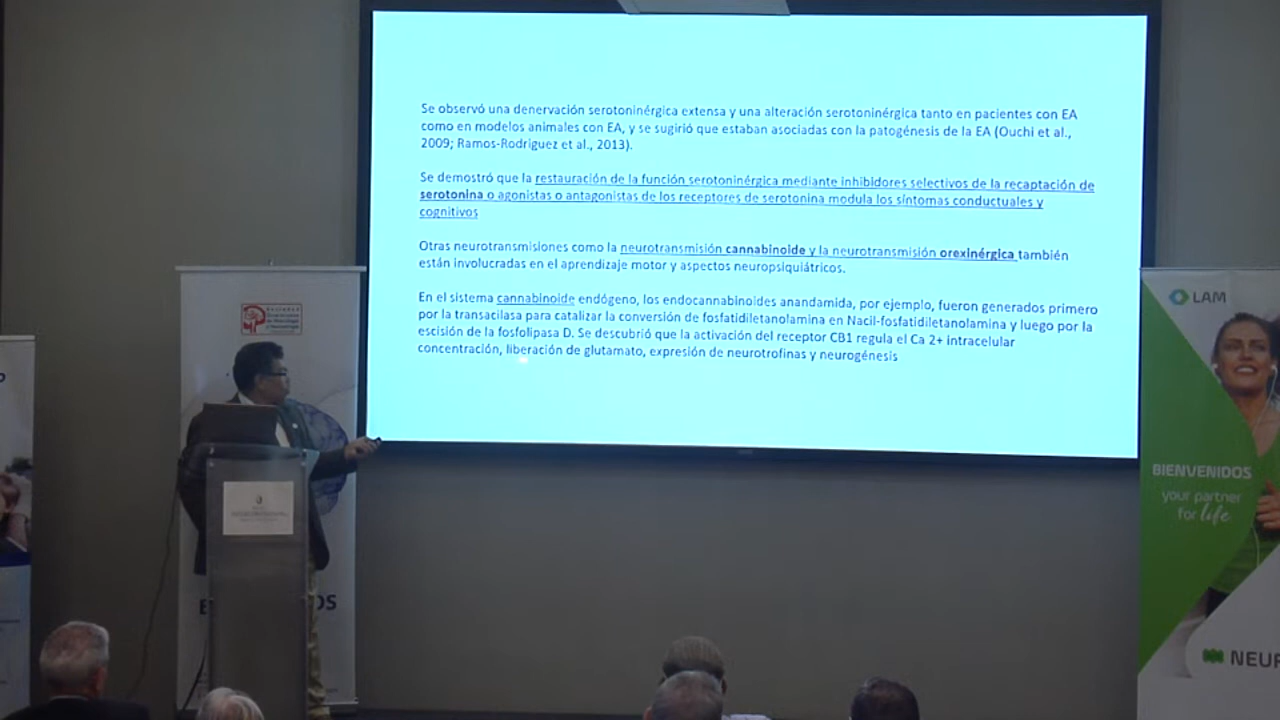 Se observó una denervación serotoninérgica extensa y una alteración serotoninérgica tanto en pacientes con EA
como en modelos animales con EA, y se sugirió que estaban asociadas con la patogénesis de la EA (Ouchi et al.,
2009; Ramos-Rodriguez et al., 2013).
Se demostró que la restauración de la función serotoninérgica mediante inhibidores selectivos de la recaptación de
serotonina o agonistas o antagonistas de los receptores de serotonina modula los síntomas conductuales y
cognitivos
Otras neurotransmisiones como la neurotransmisión cannabinoide y la neurotransmisión orexinérgica también
están involucradas en el aprendizaje motor y aspectos neuropsiquiátricos.
En el sistema cannabinoide endógeno, los endocannabinoides anandamida, por ejemplo, fueron generados primero
por la transacilasa para catalizar la conversión de fosfatidiletanolamina en Nacil-fosfatidiletanolamina y luego por la
escisión de la fosfolipasa D. Se descubrió que la activación del receptor CB1 regula el Ca 2+ intracelular
concentración, liberación de glutamato, expresión de neurotrofinas y neurogénesis
LAM
BIENVENIDOS
your partner
for life
NEUR
OS